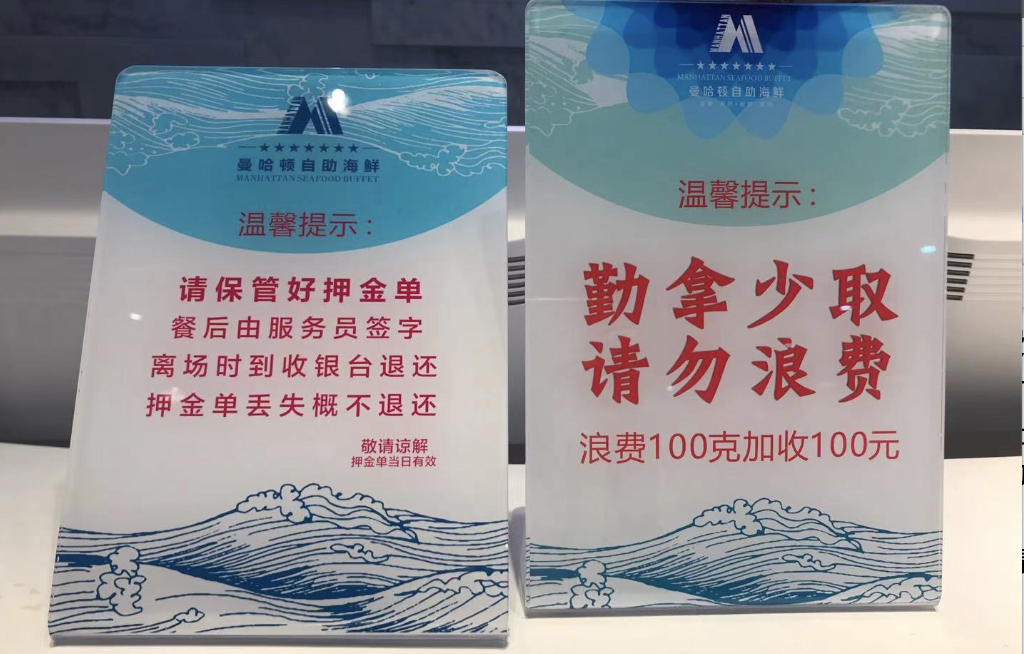 曼哈顿自助海鲜
MANHATTAN SEAFOOD BUFFET
温馨提示：
请保管好押金单
餐后由服务员签字
离场时到收银台退还
押金单丢失概不退还
敬请谅解
押金单当日有效
MANHATTAN
MANHATTAN SEAFOOD BUFFET
曼哈顿自助海鲜
温馨提示：
勤拿少取
请勿浪费
浪费100克加收100元